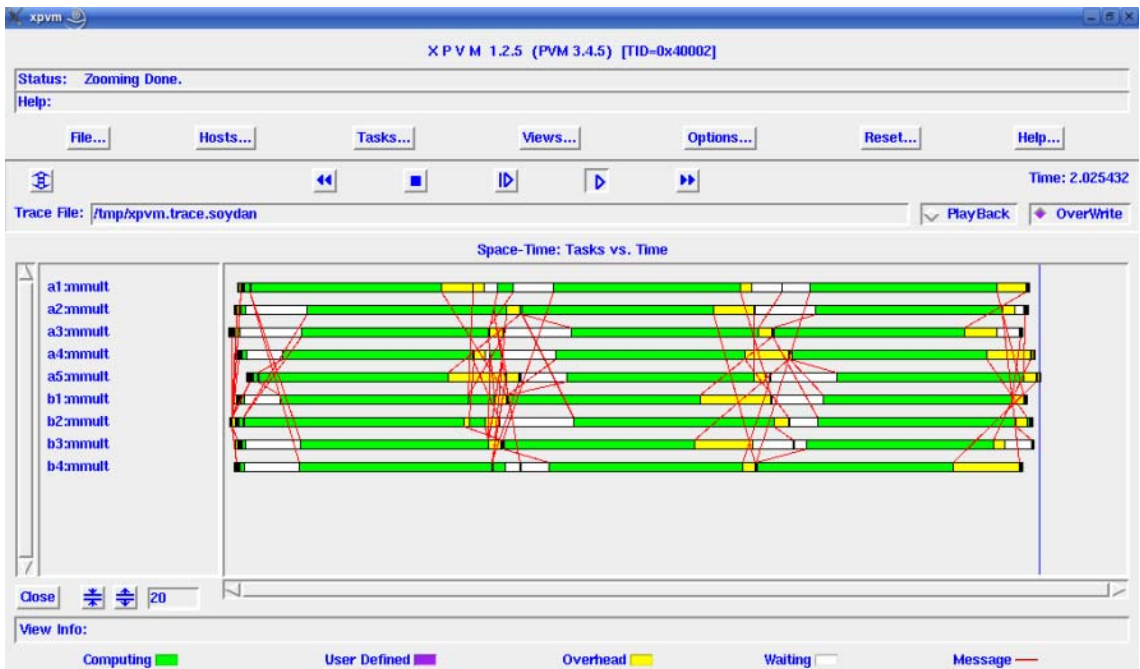 xpvm
X P V M 1.2.5 (PVM 3.4.5) [TID=0x40002]
Status: Zooming Done.
Help:
File... Hosts... Tasks... Views... Options... Reset... Help...
Time: 2.025432
Trace File: /tmp/xpvm.trace.soydan PlayBack OverWrite
Space-Time: Tasks vs. Time
a1:mmult
a2:mmult
a3:mmult
a4:mmult
a5:mmult
b1:mmult
b2:mmult
b3:mmult
b4:mmult
Close 20
View Info:
Computing User Defined Overhead Waiting Message